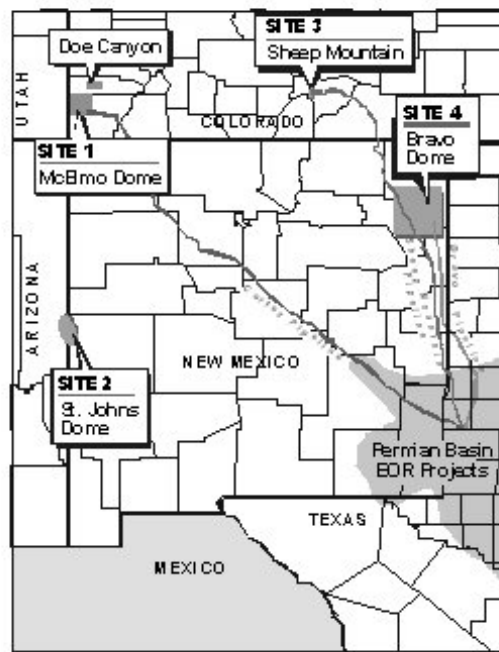 SITE 3
Sheep Mountain
Doe Canyon
UTAH
COLORADO
SITE 4
Bravo
Dome
SITE 1
McElmo Dome
Bravo
ARIZONA
NEW MEXICO
SITE 2
St. Johns
Dome
Permian Basin
EOR Projects
TEXAS
MEXICO